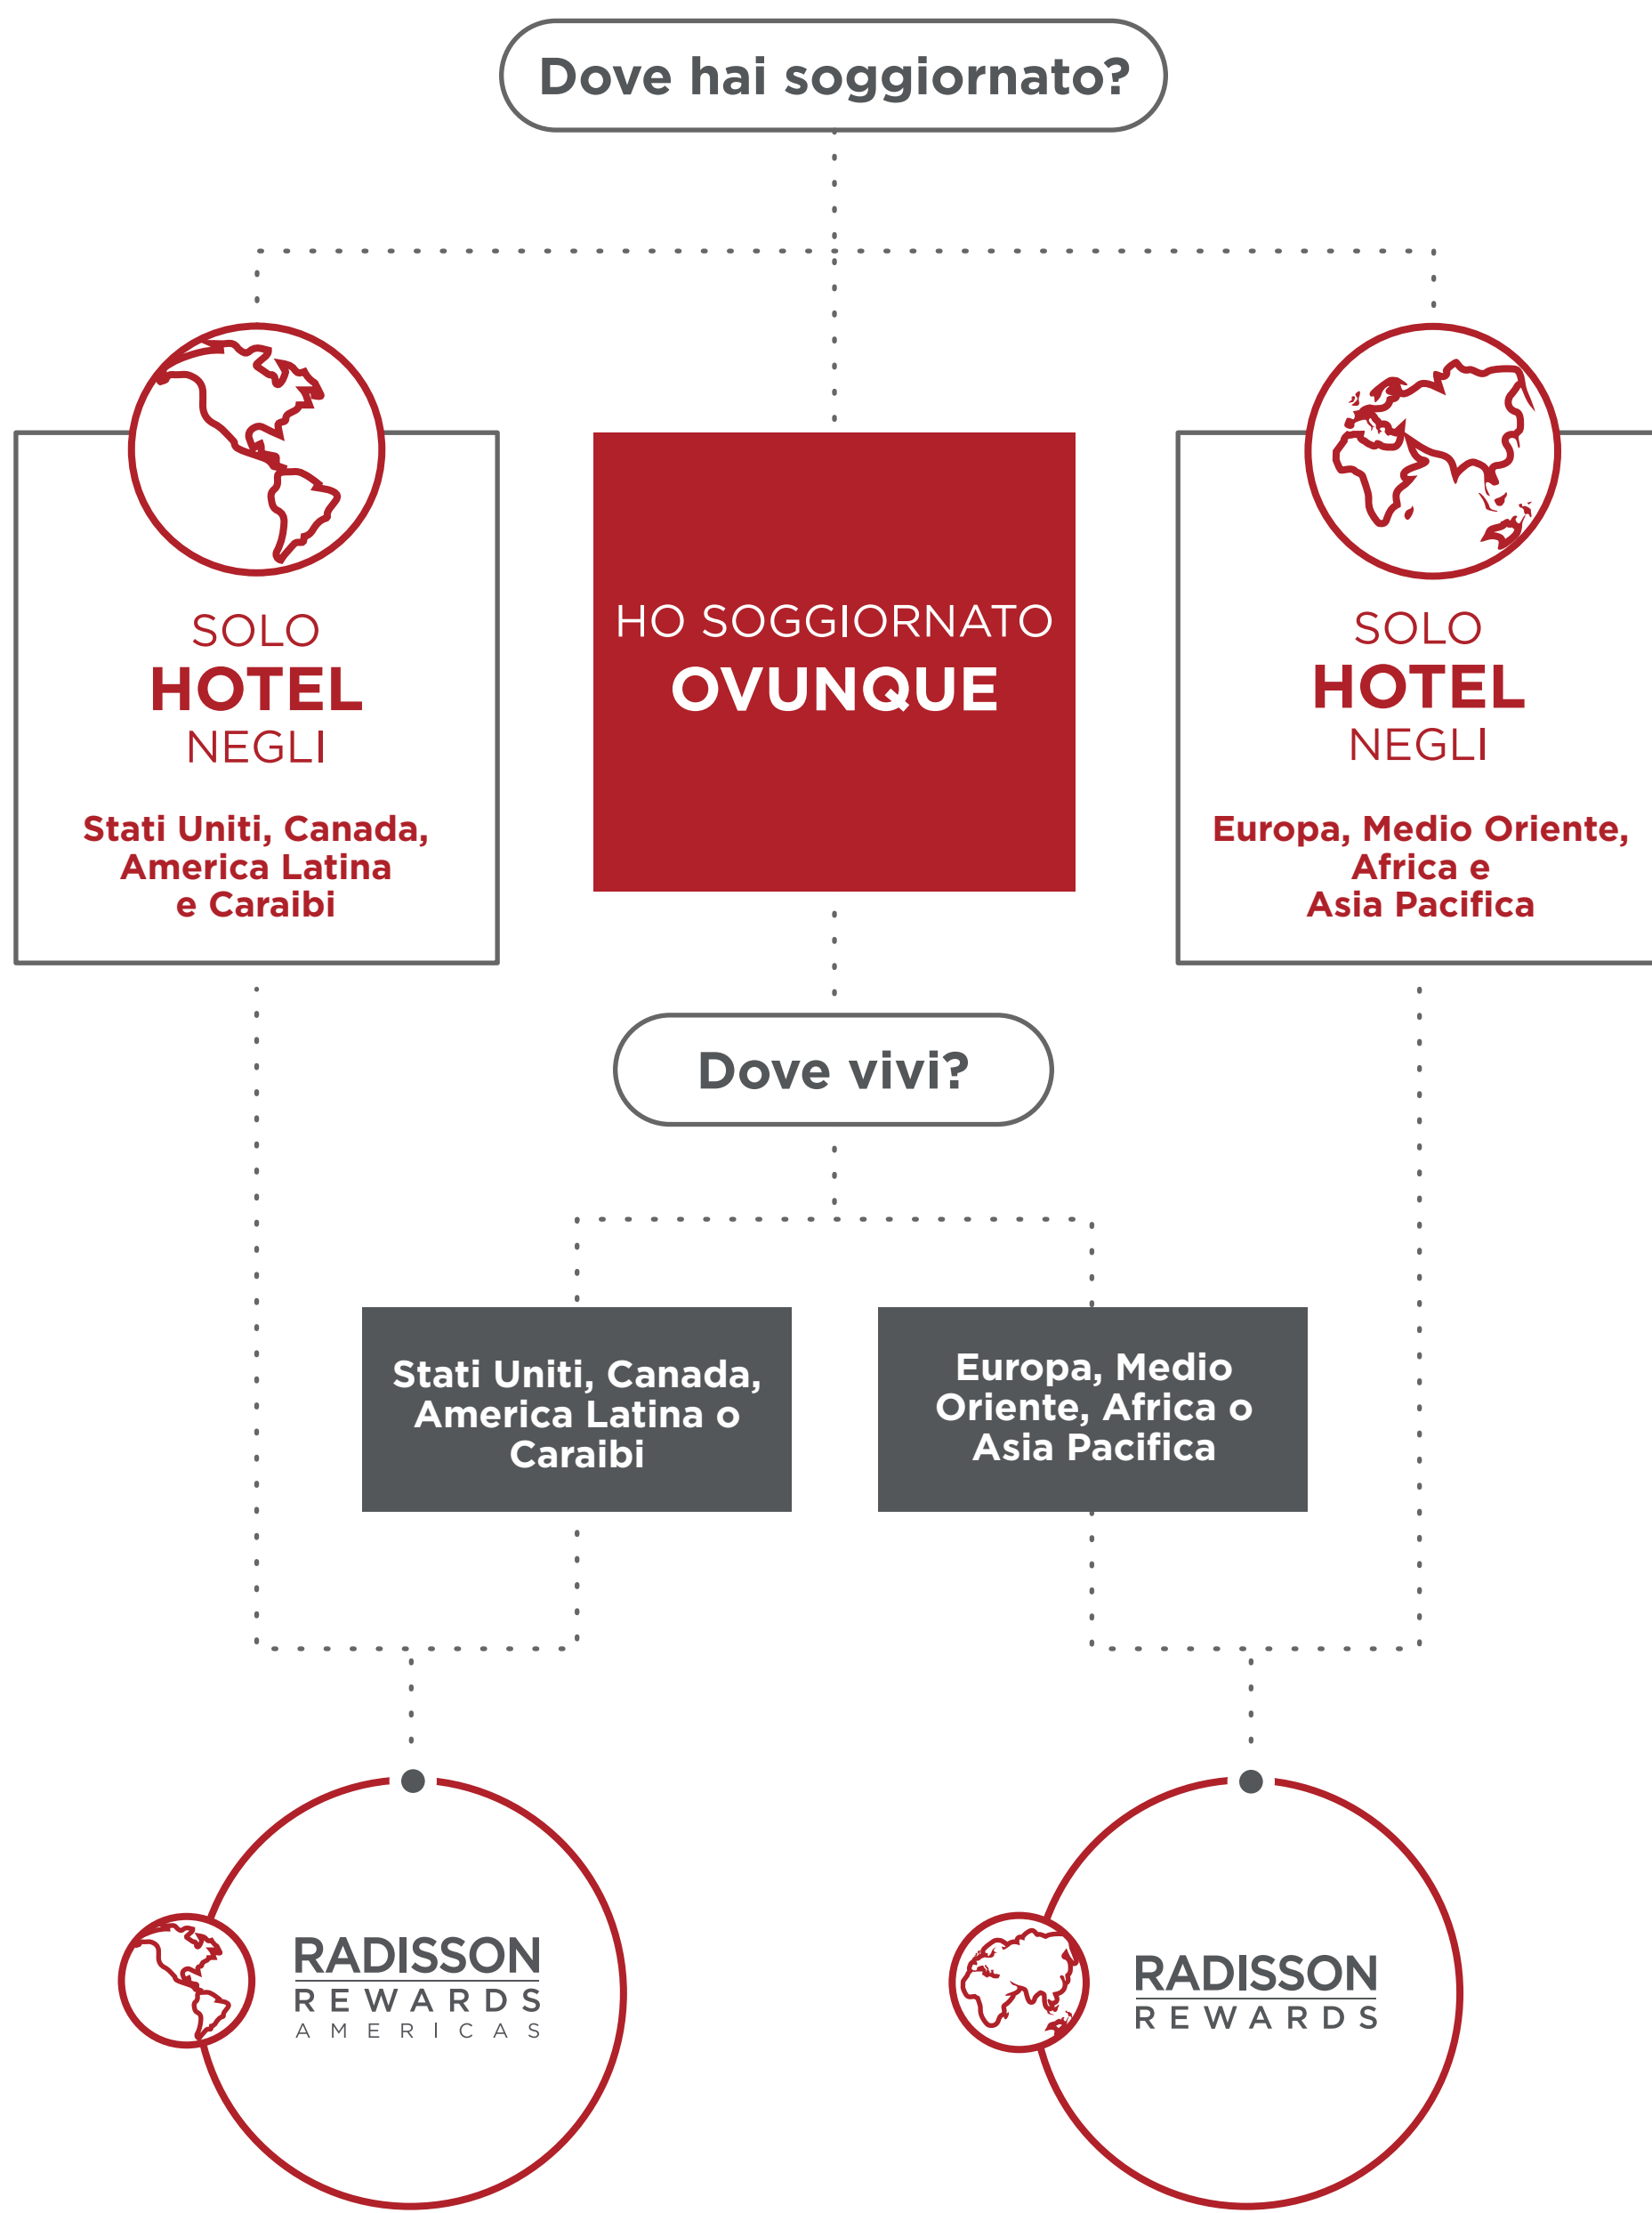 Dove hai soggiornato?
SOLO
HOTEL
NEGLI
Stati Uniti, Canada,
America Latina
e Caraibi
HO SOGGIORNATO
OVUNQUE
SOLO
HOTEL
NEGLI
Europa, Medio Oriente,
Africa e
Asia Pacifica
Dove vivi?
Stati Uniti, Canada,
America Latina o
Caraibi
Europa, Medio
Oriente, Africa o
Asia Pacifica
RADISSON
REWARDS
AMERICAS
RADISSON
REWARDS